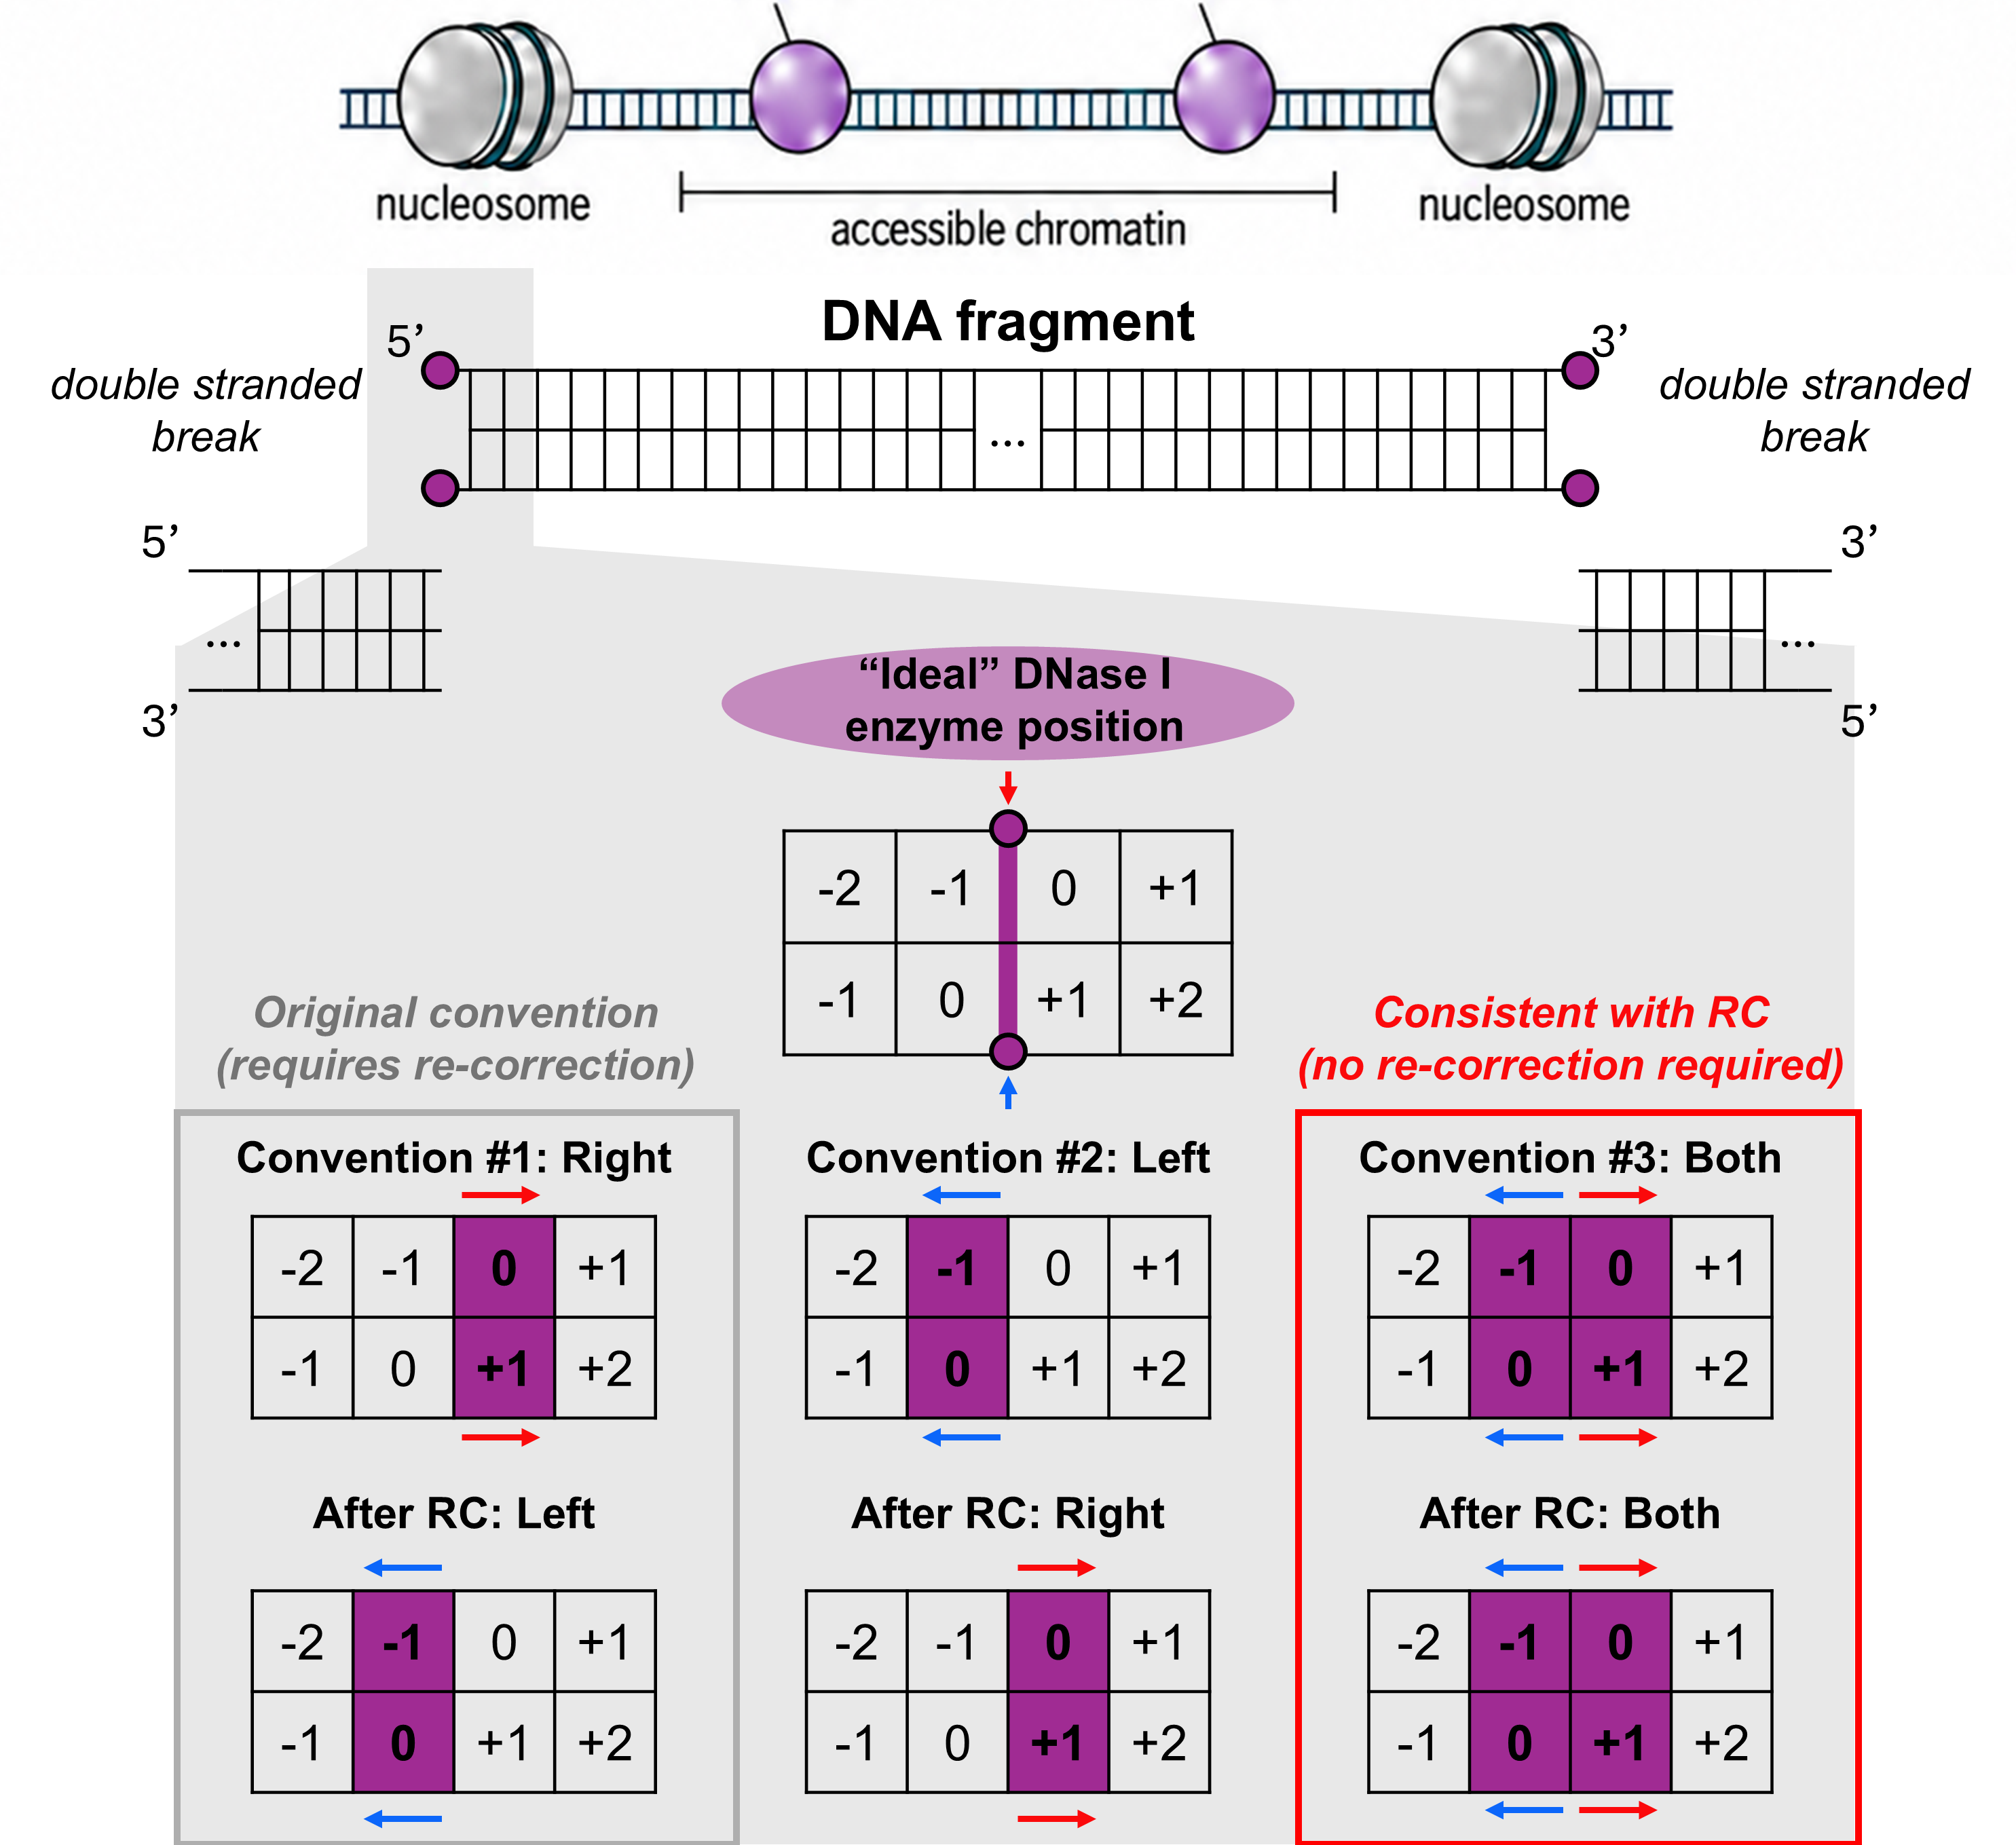 nucleosome
accessible chromatin
nucleosome
DNA fragment
5’
3’
double stranded
break
double stranded
break
...
5’
3’
...
...
3’
5’
“Ideal” DNase I
enzyme position
-2 -1 0 +1
-1 0 +1 +2
Original convention
(requires re-correction)
Consistent with RC
(no re-correction required)
Convention #1: Right
-2 -1 0 +1
-1 0 +1 +2
After RC: Left
-2 -1 0 +1
-1 0 +1 +2
Convention #2: Left
-2 -1 0 +1
-1 0 +1 +2
After RC: Right
-2 -1 0 +1
-1 0 +1 +2
Convention #3: Both
-2 -1 0 +1
-1 0 +1 +2
After RC: Both
-2 -1 0 +1
-1 0 +1 +2